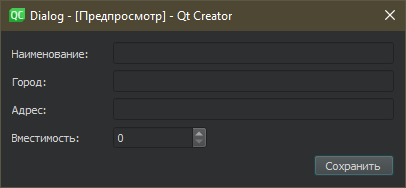 QC Dialog - [Предпросмотр] - Qt Creator
Наименование:
Город:
Адрес:
Вместимость: 0
Сохранить